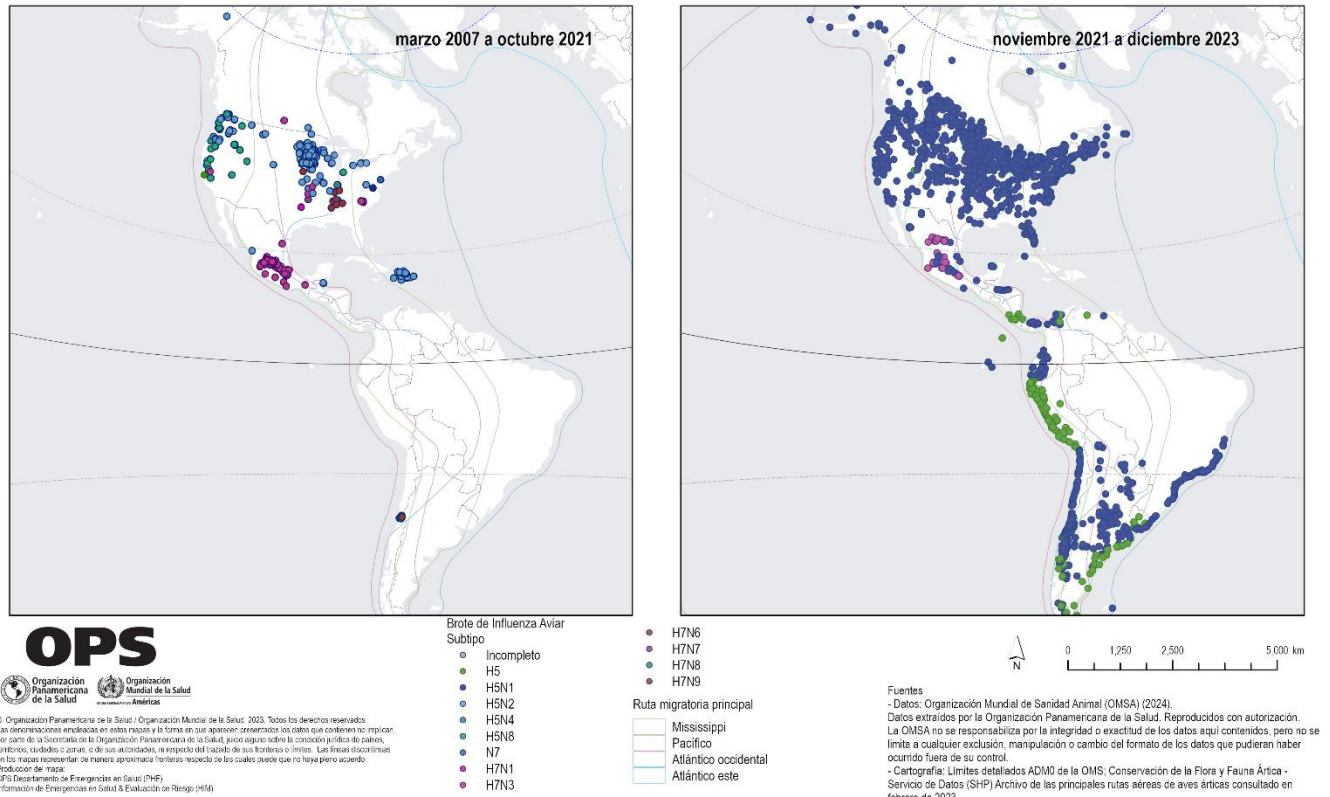 marzo 2007 a octubre 2021
noviembre 2021 a diciembre 2023
OPS
Organización
Panamericana
de la Salud
Organización
Mundial de la Salud
Américas
© Organización Panamericana de la Salud / Organización Mundial de la Salud, 2023. Todos los derechos reservados.
Las denominaciones empleadas en estos mapas y la forma en que aparecen presentados los datos que contienen no implican,
por parte de la Secretaría de la Organización Panamericana de la Salud, juicio alguno sobre la condición jurídica de países,
territorios, ciudades o zonas, o de sus autoridades, ni respecto del trazado de sus fronteras o límites. Las líneas discontinuas
en los mapas representan de manera aproximada fronteras respecto de las cuales puede que no haya pleno acuerdo.
Producción del mapa:
OPS Departamento de Emergencias en Salud (PHE)
Información de Emergencias en Salud & Evaluación de Riesgo (HIM)
Brote de Influenza Aviar
Subtipo
Incompleto
H5
H5N1
H5N2
H5N4
H5N8
N7
H7N1
H7N3
H7N6
H7N7
H7N8
H7N9
Ruta migratoria principal
Mississippi
Pacífico
Atlántico occidental
Atlántico este
N
0 1,250 2,500 5,000 km
Fuentes
- Datos: Organización Mundial de Sanidad Animal (OMSA) (2024).
Datos extraídos por la Organización Panamericana de la Salud. Reproducidos con autorización.
La OMSA no se responsabiliza por la integridad o exactitud de los datos aquí contenidos, pero no se
limita a cualquier exclusión, manipulación o cambio del formato de los datos que pudieran haber
ocurrido fuera de su control.
- Cartografía: Límites detallados ADM0 de la OMS; Conservación de la Flora y Fauna Ártica -
Servicio de Datos (SHP) Archivo de las principales rutas aéreas de aves árticas consultado en
febrero de 2023